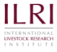 ILRI
INTERNATIONAL
LIVESTOCK RESEARCH
INSTITUTE